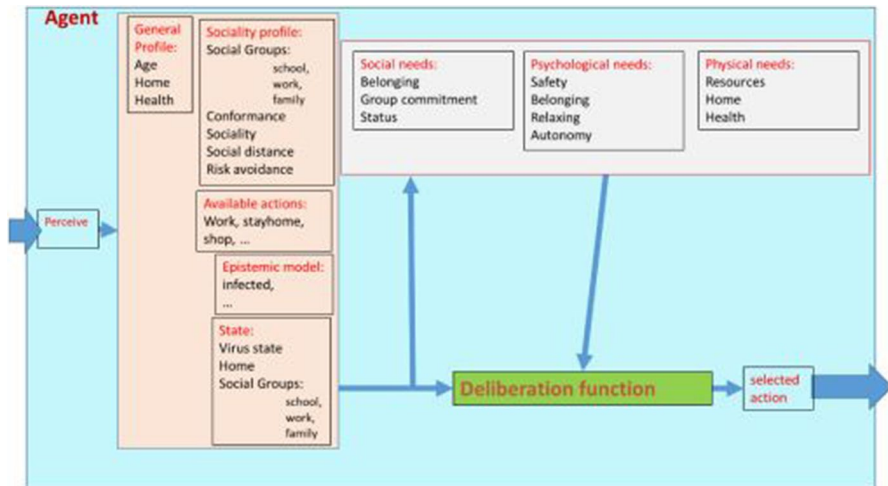 Agent
General
Profile:
Age
Home
Health
Sociality profile:
Social Groups:
school,
work,
family
Conformance
Sociality
Social distance
Risk avoidance
Social needs:
Belonging
Group commitment
Status
Psychological needs:
Safety
Belonging
Relaxing
Autonomy
Physical needs:
Resources
Home
Health
Perceive
Available actions:
Work, stayhome,
shop, ...
Epistemic model:
infected,
...
State:
Virus state
Home
Social Groups:
school,
work,
family
Deliberation function
selected
action